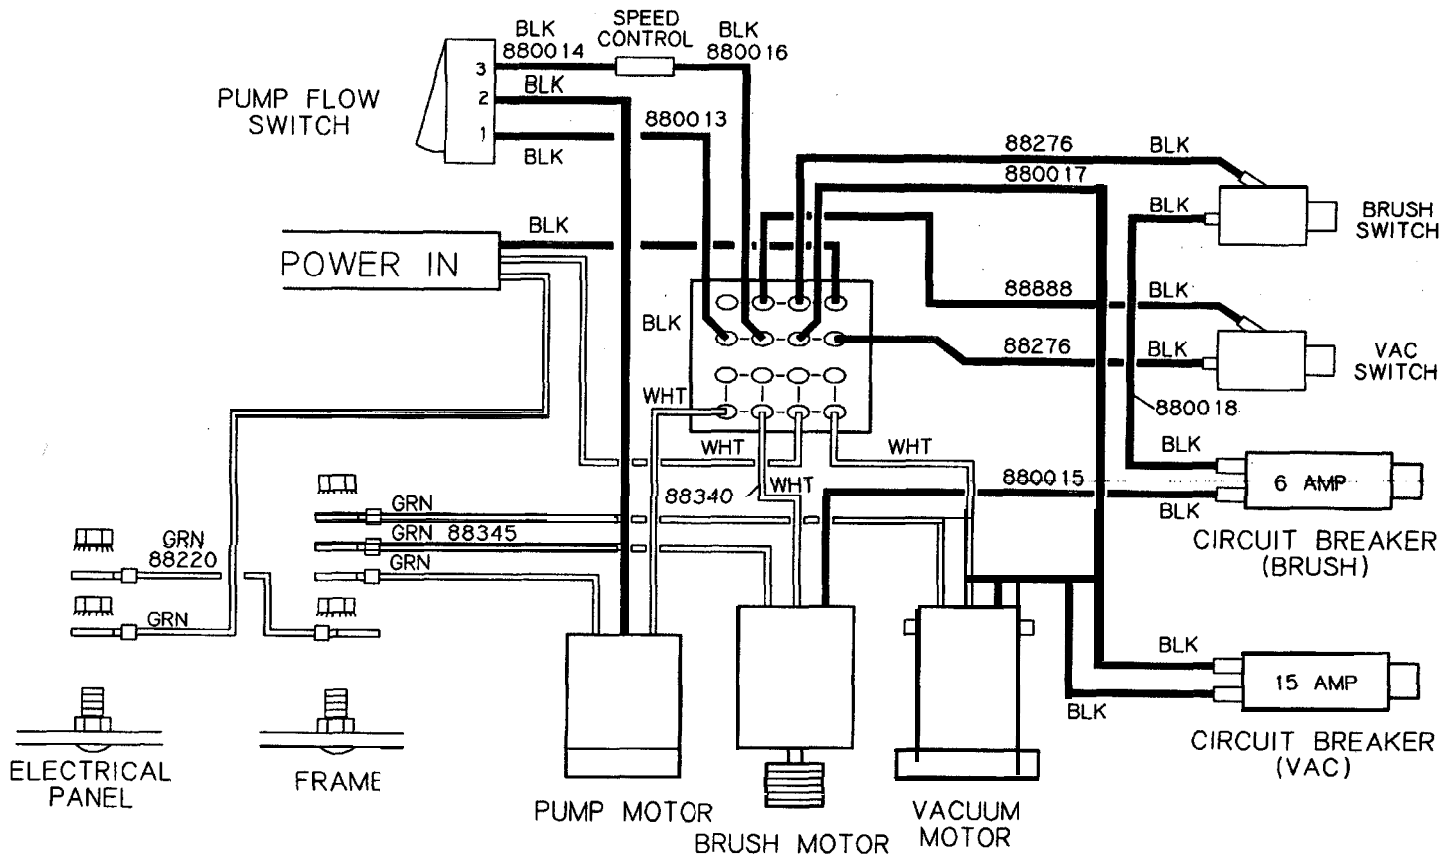 BLK
880014
SPEED
CONTROL
BLK
880016
PUMP FLOW
SWITCH
3
2
1
BLK
BLK
880013
88276
BLK
880017
BLK
BRUSH
SWITCH
POWER IN
BLK
BLK
88888
BLK
88276
BLK
VAC
SWITCH
880018
WHT
WHT
WHT
WHT
88340
BLK
880015
BLK
6 AMP
CIRCUIT BREAKER
(BRUSH)
GRN
GRN 88345
GRN
GRN
88220
GRN
BLK
15 AMP
BLK
CIRCUIT BREAKER
(VAC)
ELECTRICAL
PANEL
FRAME
PUMP MOTOR
BRUSH MOTOR
VACUUM
MOTOR